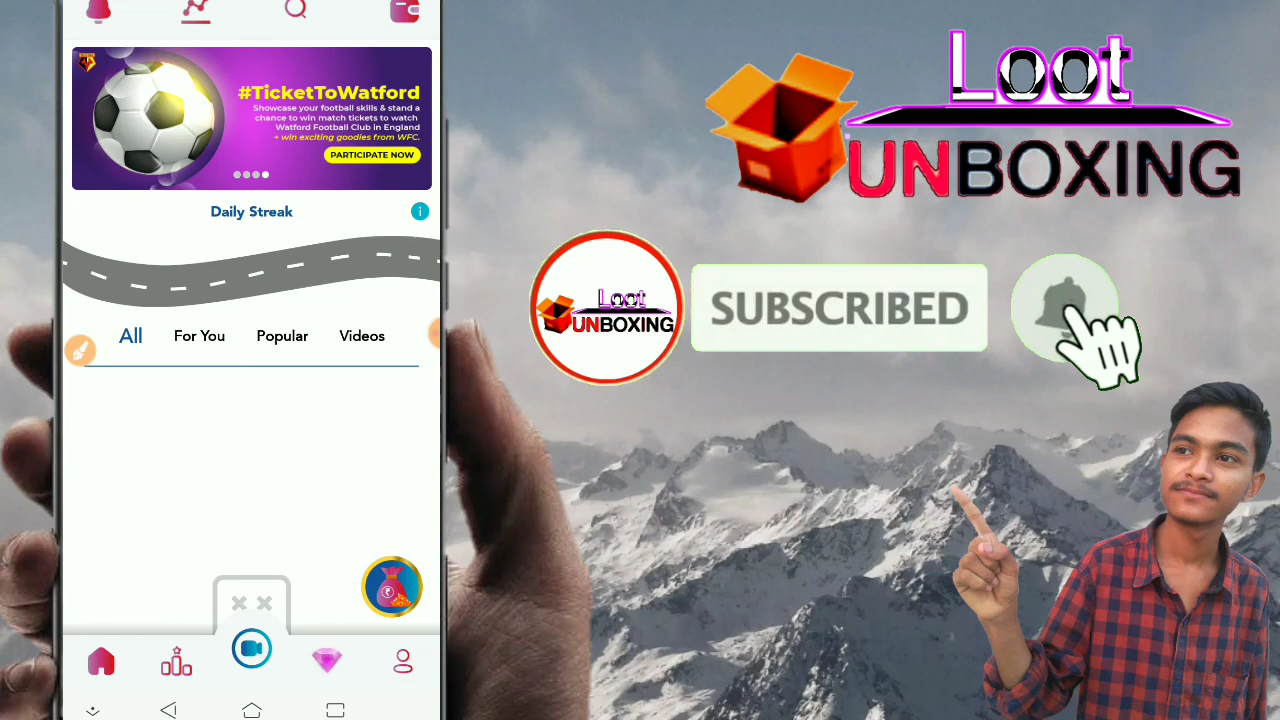 #TicketToWatford
Showcase your football skills & stand a
chance to win match tickets to watch
Watford Football Club in England
+ win exciting goodies from WFC.
PARTICIPATE NOW
Daily Streak
i
All
For You
Popular
Videos
₹
Loot
UNBOXING
Loot
UNBOXING
SUBSCRIBED